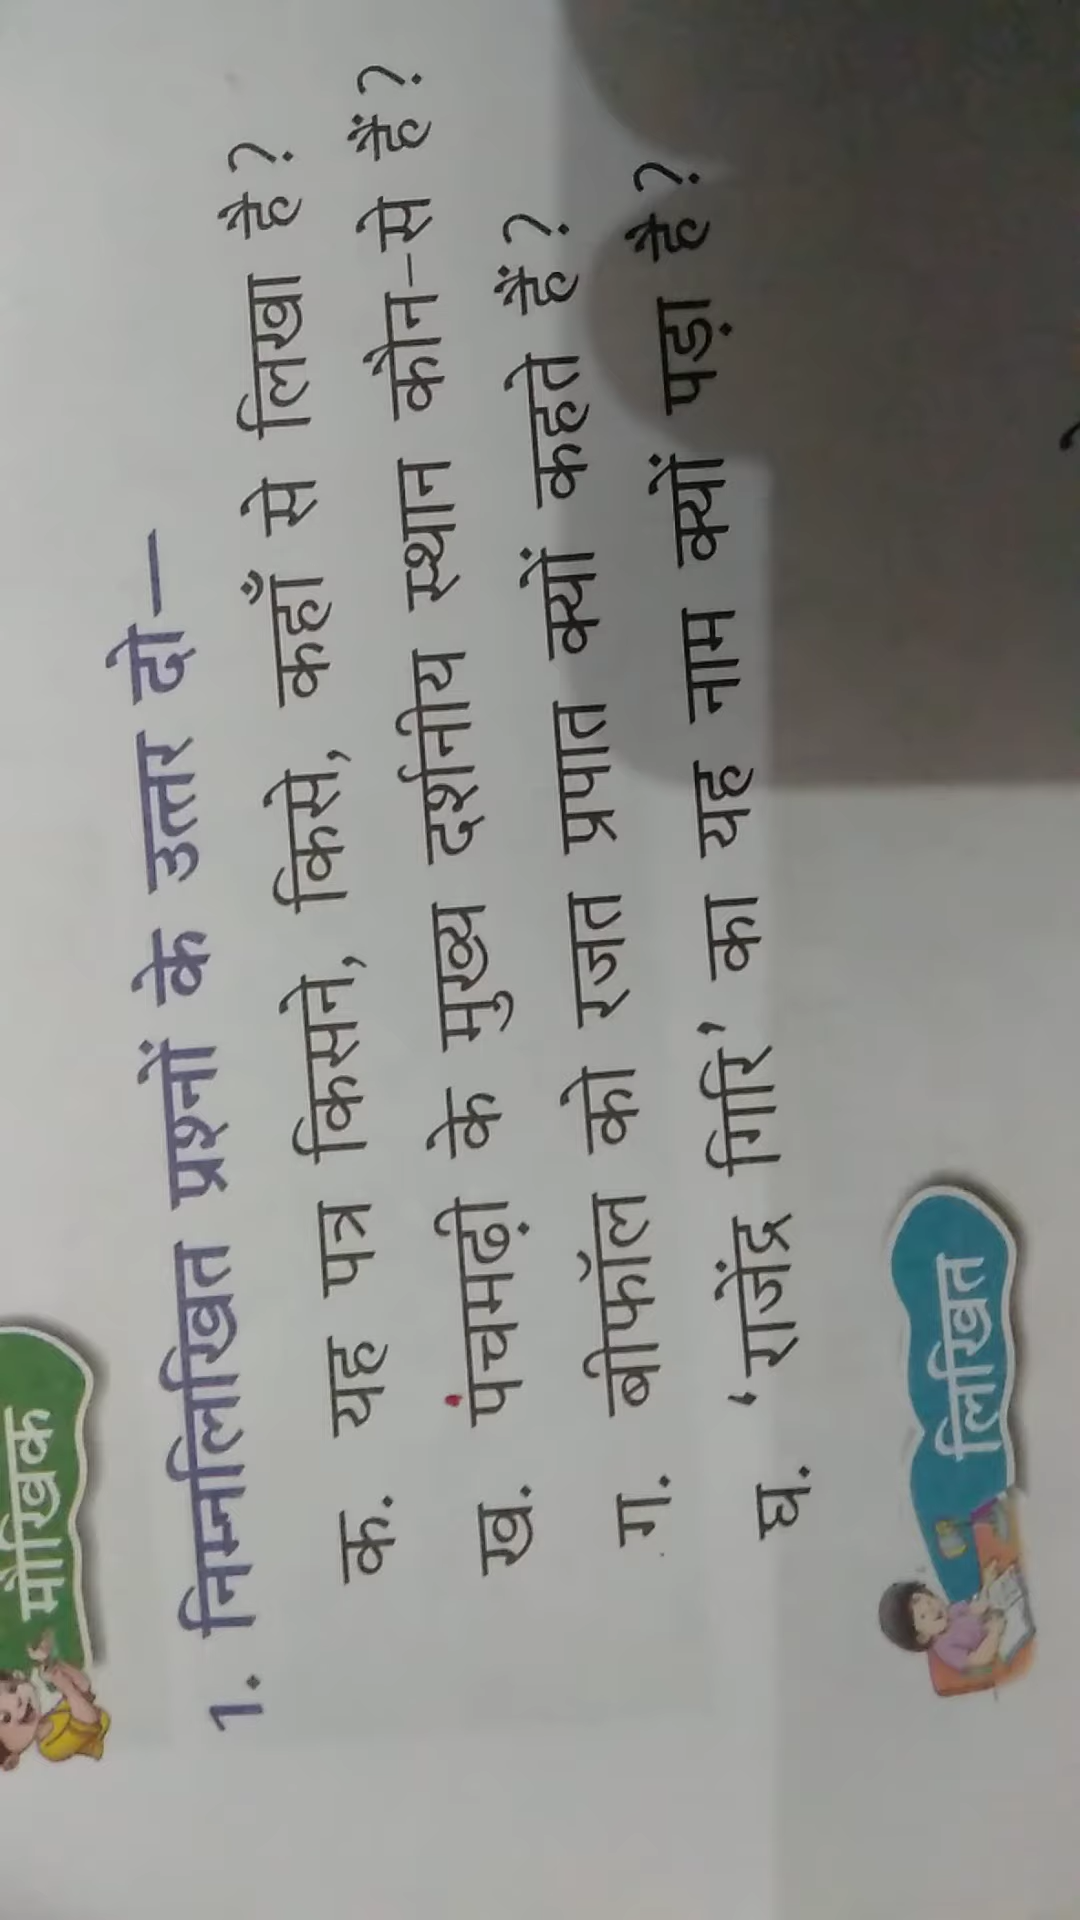 मौखिक
1. निम्नलिखित प्रश्नों के उत्तर दो—
क. यह पत्र किसने, किसे, कहाँ से लिखा है?
ख. पंचमढ़ी के मुख्य दर्शनीय स्थान कौन-से हैं?
ग. बीफॉल को रजत प्रपात क्यों कहते हैं?
घ. ‘राजेंद्र गिरि’ का यह नाम क्यों पड़ा है?
लिखित